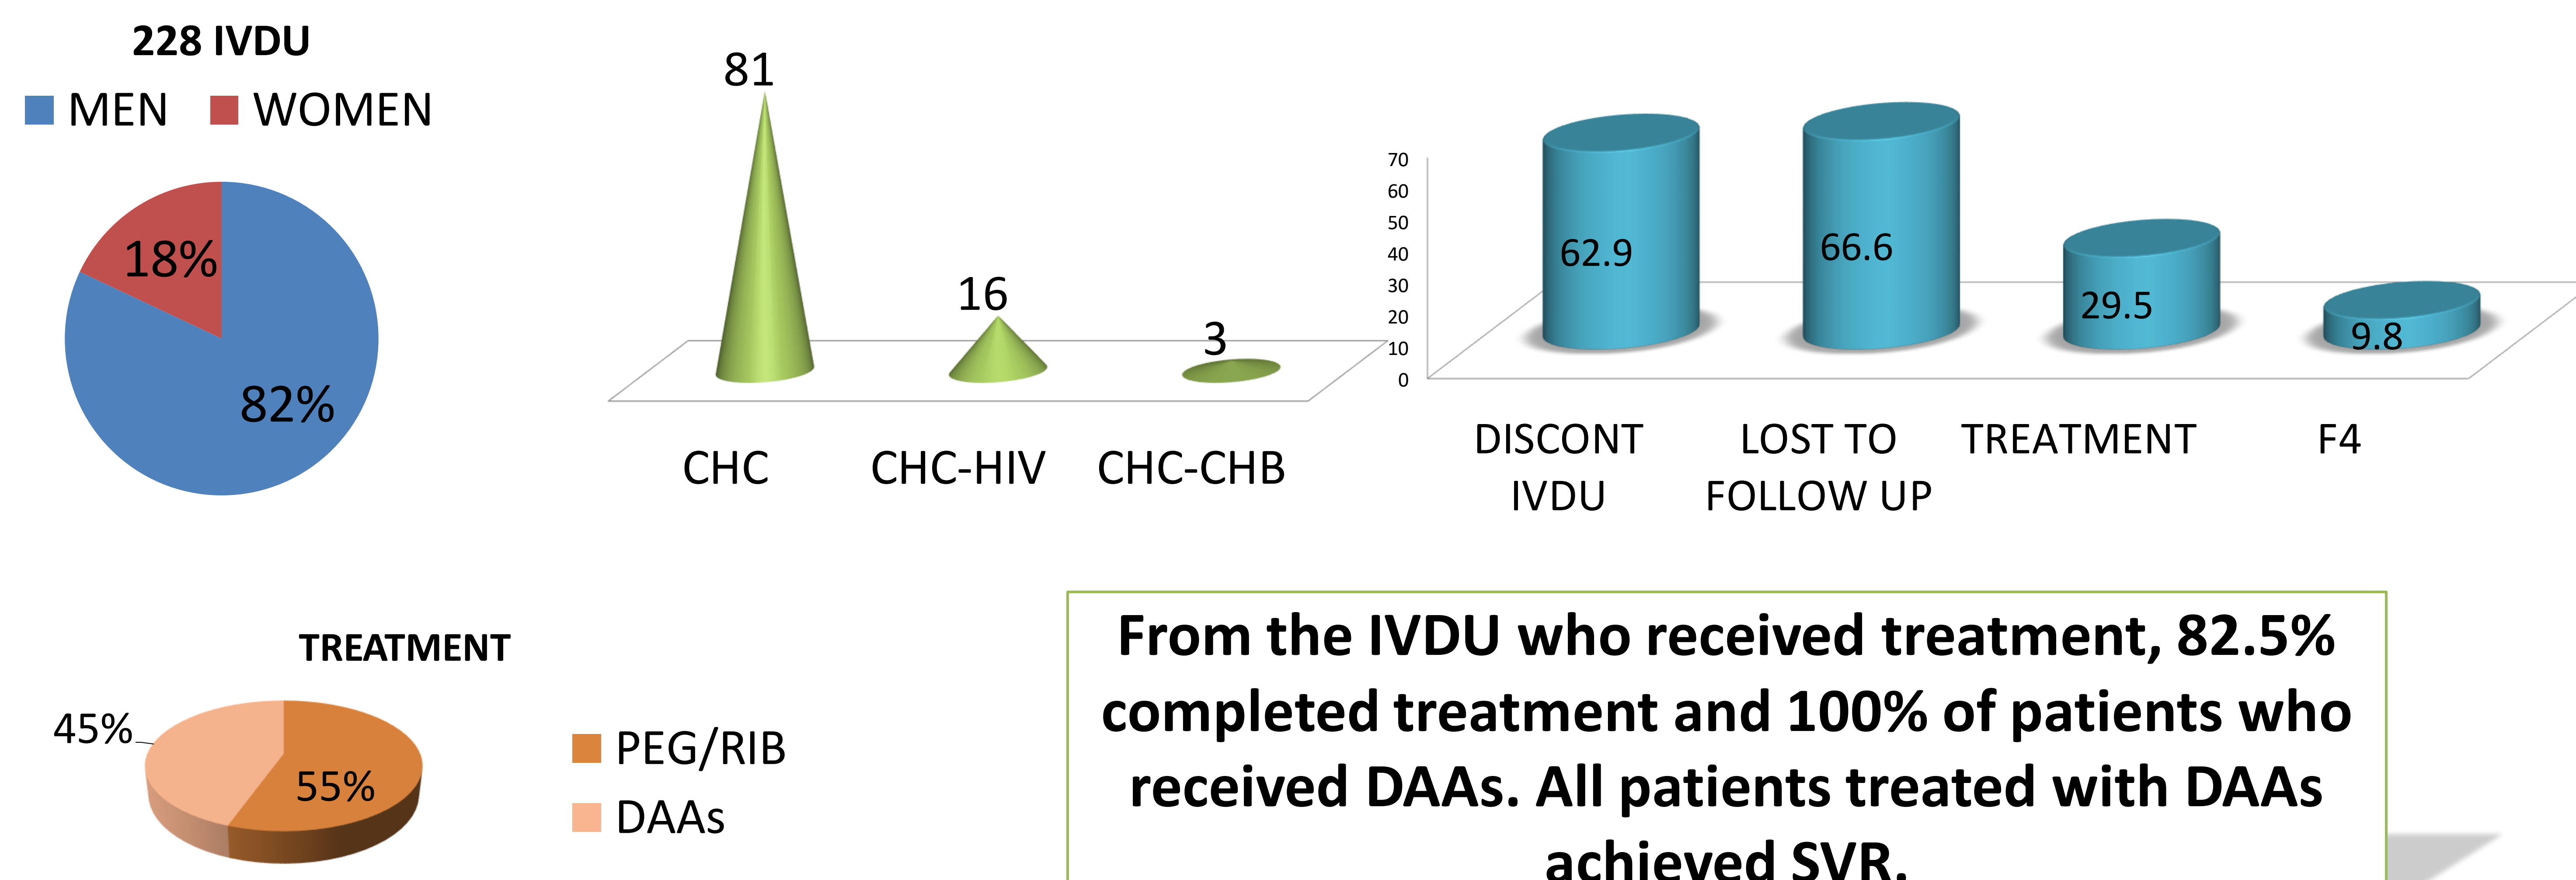 228 IVDU
MEN WOMEN
18%
82%
81
16
3
CHC CHC-HIV CHC-CHB
70
60
50
40
30
20
10
0
62.9 66.6 29.5 9.8
DISCONT LOST TO TREATMENT F4
IVDU FOLLOW UP
TREATMENT
45%
55%
PEG/RIB
DAAs
From the IVDU who received treatment, 82.5%
completed treatment and 100% of patients who
received DAAs. All patients treated with DAAs
achieved SVR.